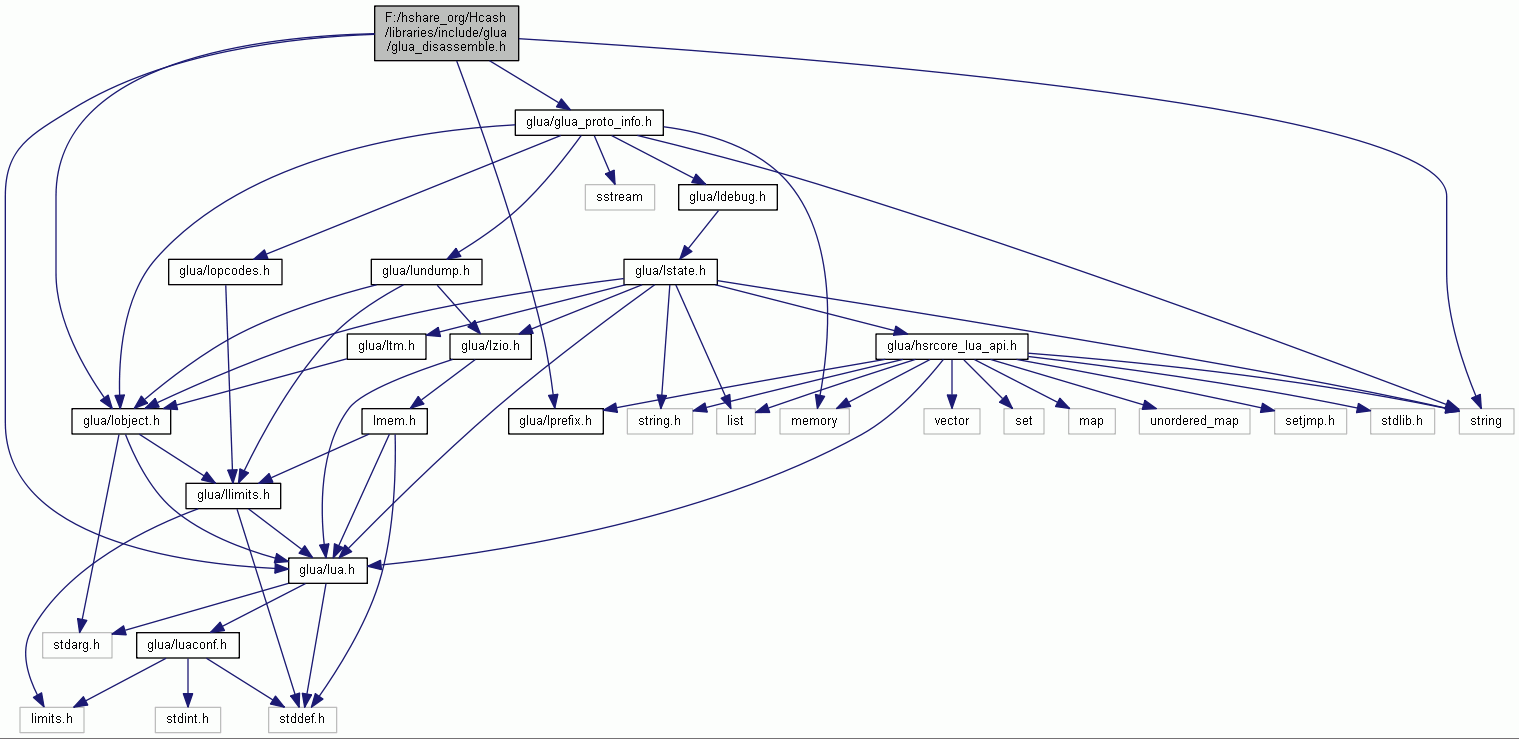 F:/hshare_org/Hcash
/libraries/include/glua
/glua_disassemble.h
glua/glua_proto_info.h
sstream
glua/ldebug.h
glua/lopcodes.h
glua/lundump.h
glua/lstate.h
glua/ltm.h
glua/lzio.h
glua/hsrcore_lua_api.h
glua/lobject.h
lmem.h
glua/lprefix.h
string.h
list
memory
vector
set
map
unordered_map
setjmp.h
stdlib.h
string
glua/llimits.h
glua/lua.h
stdarg.h
glua/luaconf.h
limits.h
stdint.h
stddef.h